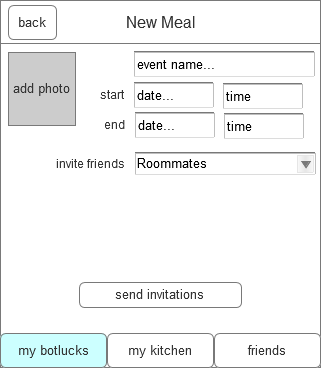 back
New Meal
add photo
event name...
start date... time
end date... time
invite friends Roommates
send invitations
my botlucks my kitchen friends